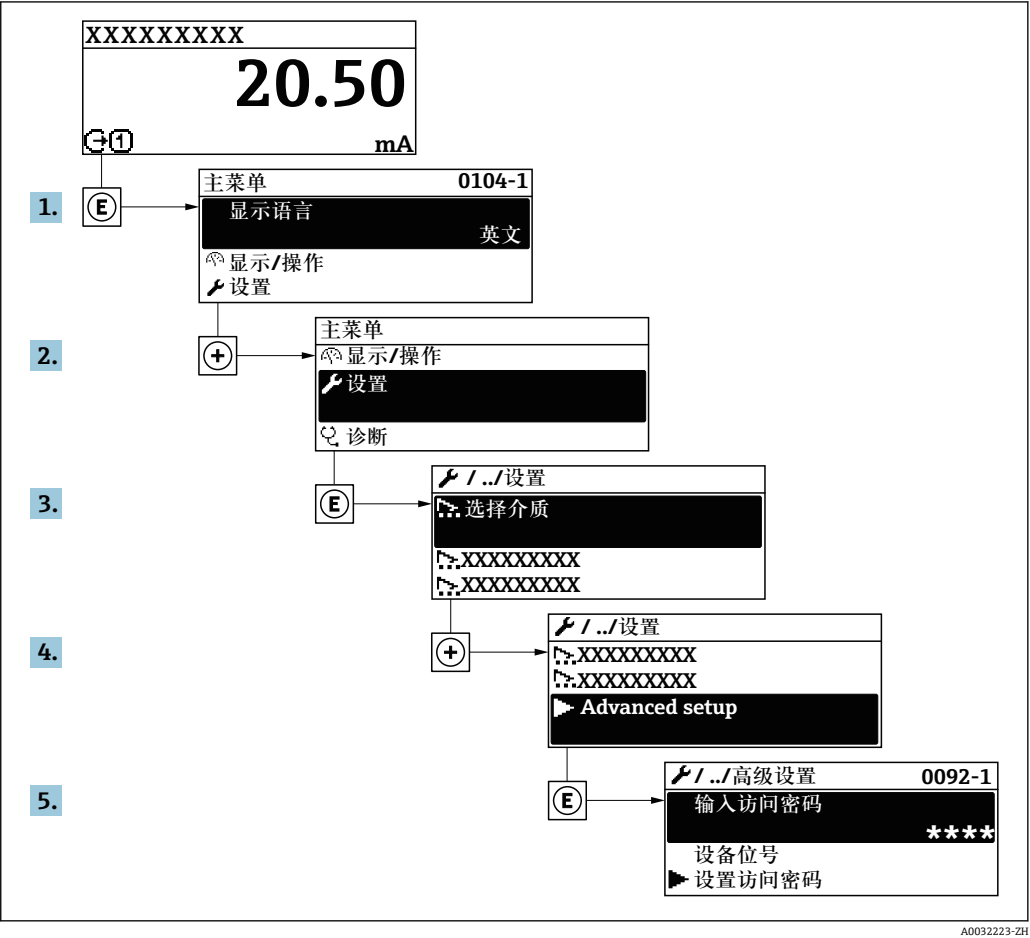 XXXXXXXXX
20.50
mA
1.
E
主菜单 0104-1
显示语言
英文
显示/操作
设置
2.
+
主菜单
显示/操作
设置
诊断
3.
E
/ ../设置
选择介质
XXXXXXXXX
XXXXXXXXX
4.
+
/ ../设置
XXXXXXXXX
XXXXXXXXX
Advanced setup
5.
E
/ ../高级设置 0092-1
输入访问密码
****
设备位号
设置访问密码
A0032223-ZH